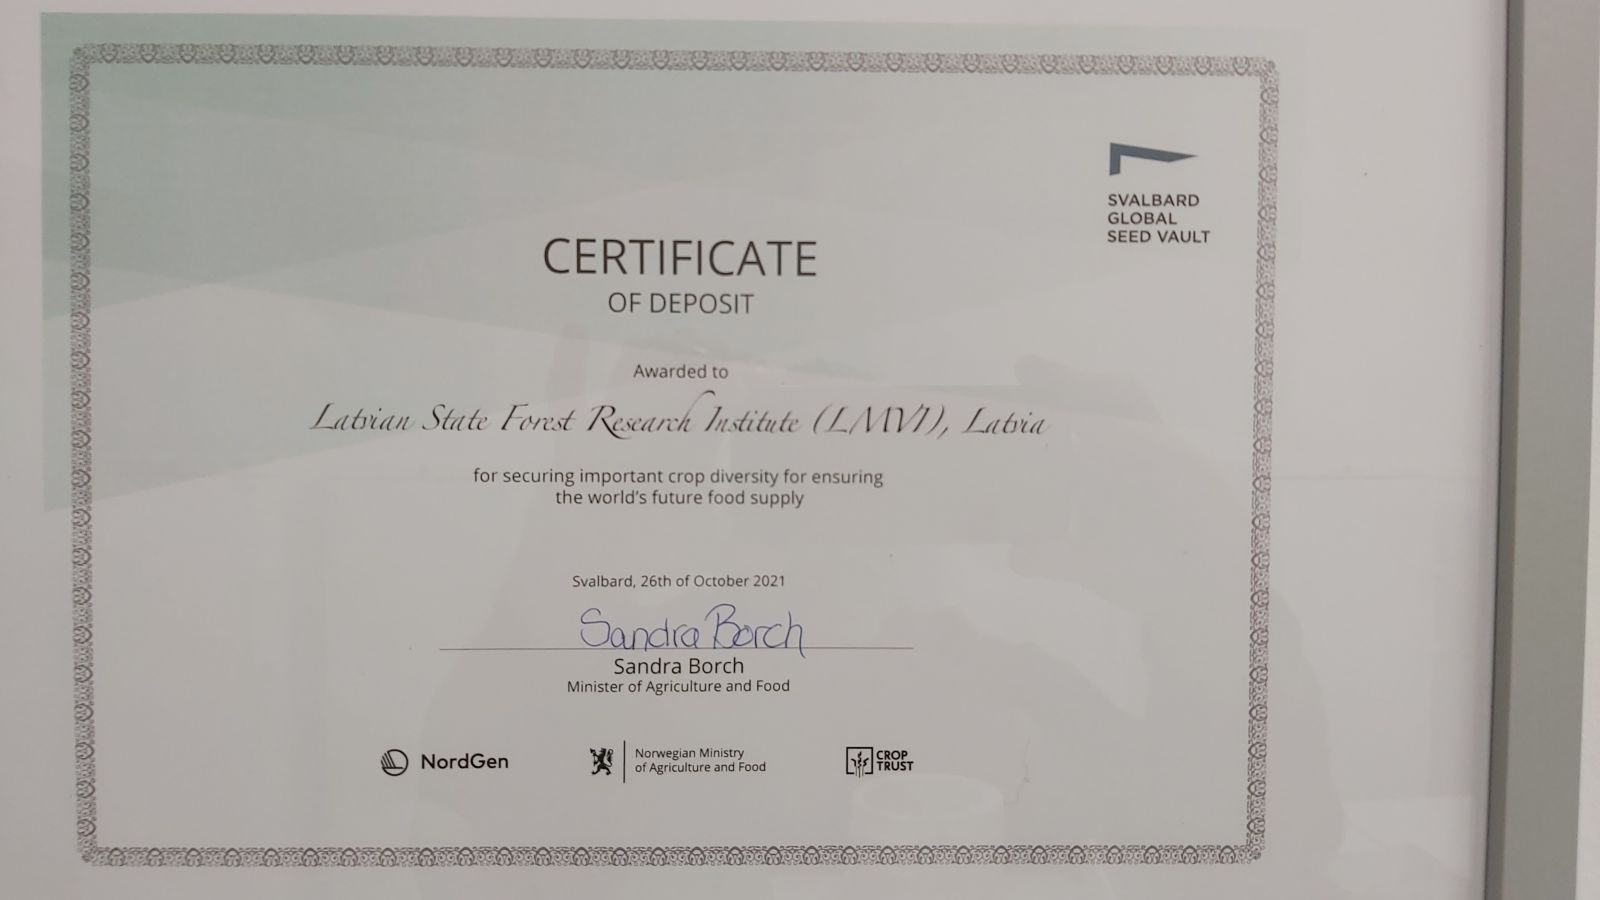 SVALBARD
GLOBAL
SEED VAULT
CERTIFICATE
OF DEPOSIT
Awarded to
Latvian State Forest Research Institute (LMVI), Latvia
for securing important crop diversity for ensuring
the world's future food supply
Svalbard, 26th of October 2021
Sandra Borch
Sandra Borch
Minister of Agriculture and Food
NordGen
Norwegian Ministry
of Agriculture and Food
CROP
TRUST